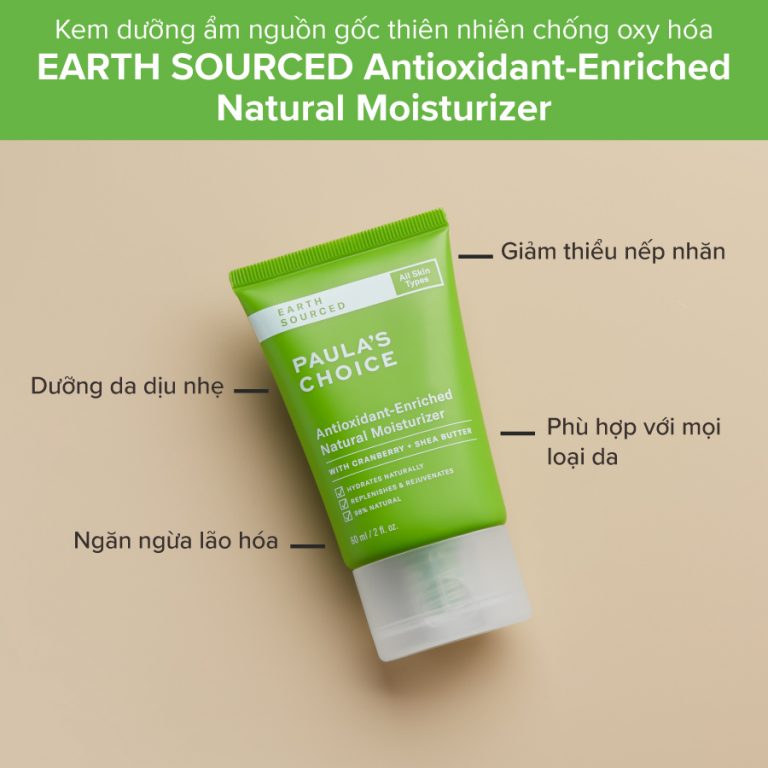 Kem dưỡng ẩm nguồn gốc thiên nhiên chống oxy hóa
EARTH SOURCED Antioxidant-Enriched
Natural Moisturizer
Giảm thiểu nếp nhăn
All Skin
Types
EARTH
SOURCED
PAULA'S
CHOICE
Dưỡng da dịu nhẹ
Antioxidant-Enriched
Natural Moisturizer
WITH CRANBERRY + SHEA BUTTER
Phù hợp với mọi
loại da
HYDRATES NATURALLY
REPLENISHES & REJUVENATES
98% NATURAL
60 ml / 2 fl. oz.
Ngăn ngừa lão hóa